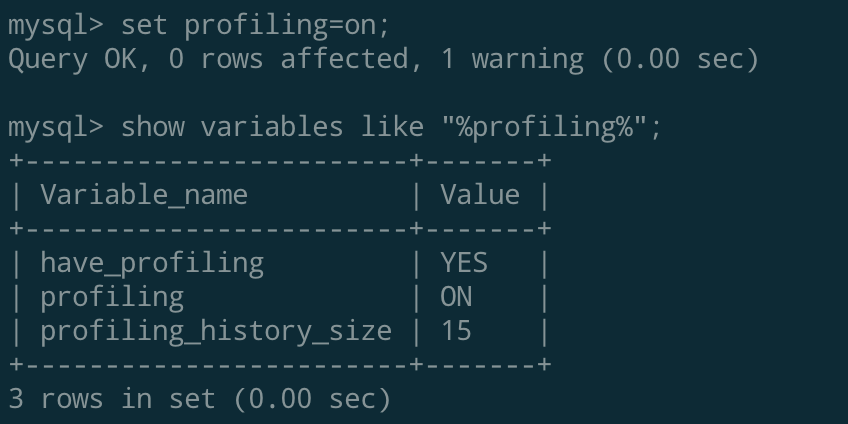 mysql> set profiling=on;
Query OK, 0 rows affected, 1 warning (0.00 sec)

mysql> show variables like "%profiling%";
+------------------------+-------+
| Variable_name          | Value |
+------------------------+-------+
| have_profiling         | YES   |
| profiling              | ON    |
| profiling_history_size | 15    |
+------------------------+-------+
3 rows in set (0.00 sec)